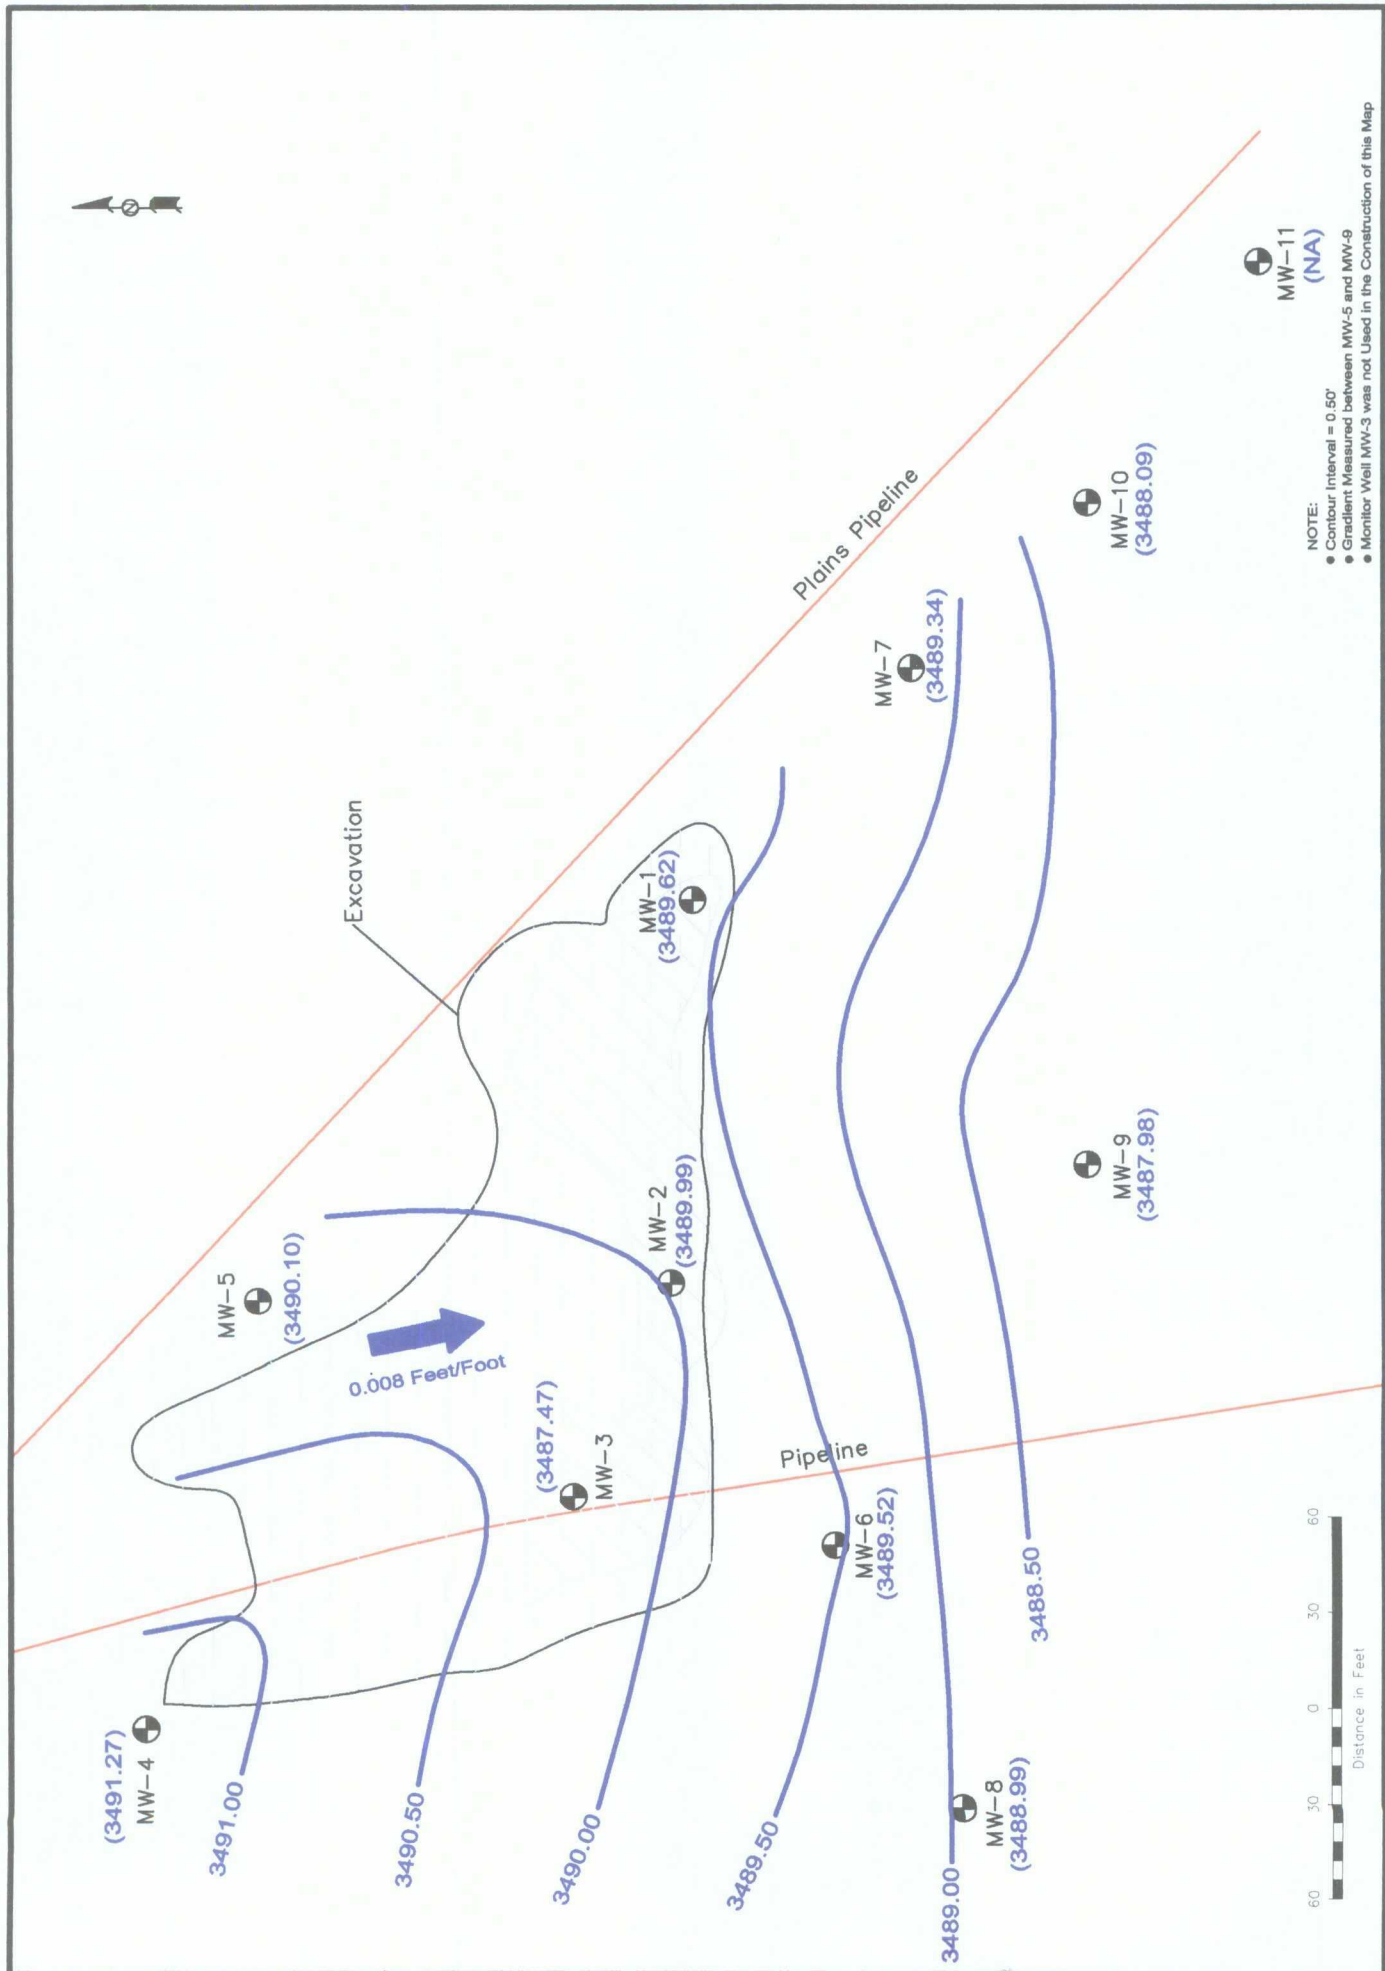 N
(3491.27)
MW-4
3491.00
3490.50
3490.00
3489.50
3489.00
3488.50
MW-5
(3490.10)
0.008 Feet/Foot
(3487.47)
MW-3
Excavation
MW-2
(3489.99)
MW-1
(3489.62)
Plains Pipeline
Pipeline
MW-6
(3489.52)
MW-7
(3489.34)
MW-8
(3488.99)
MW-9
(3487.98)
MW-10
(3488.09)
MW-11
(NA)
60 30 0 30 60
Distance in Feet
NOTE:
• Contour Interval = 0.50'
• Gradient Measured between MW-5 and MW-9
• Monitor Well MW-3 was not Used in the Construction of this Map